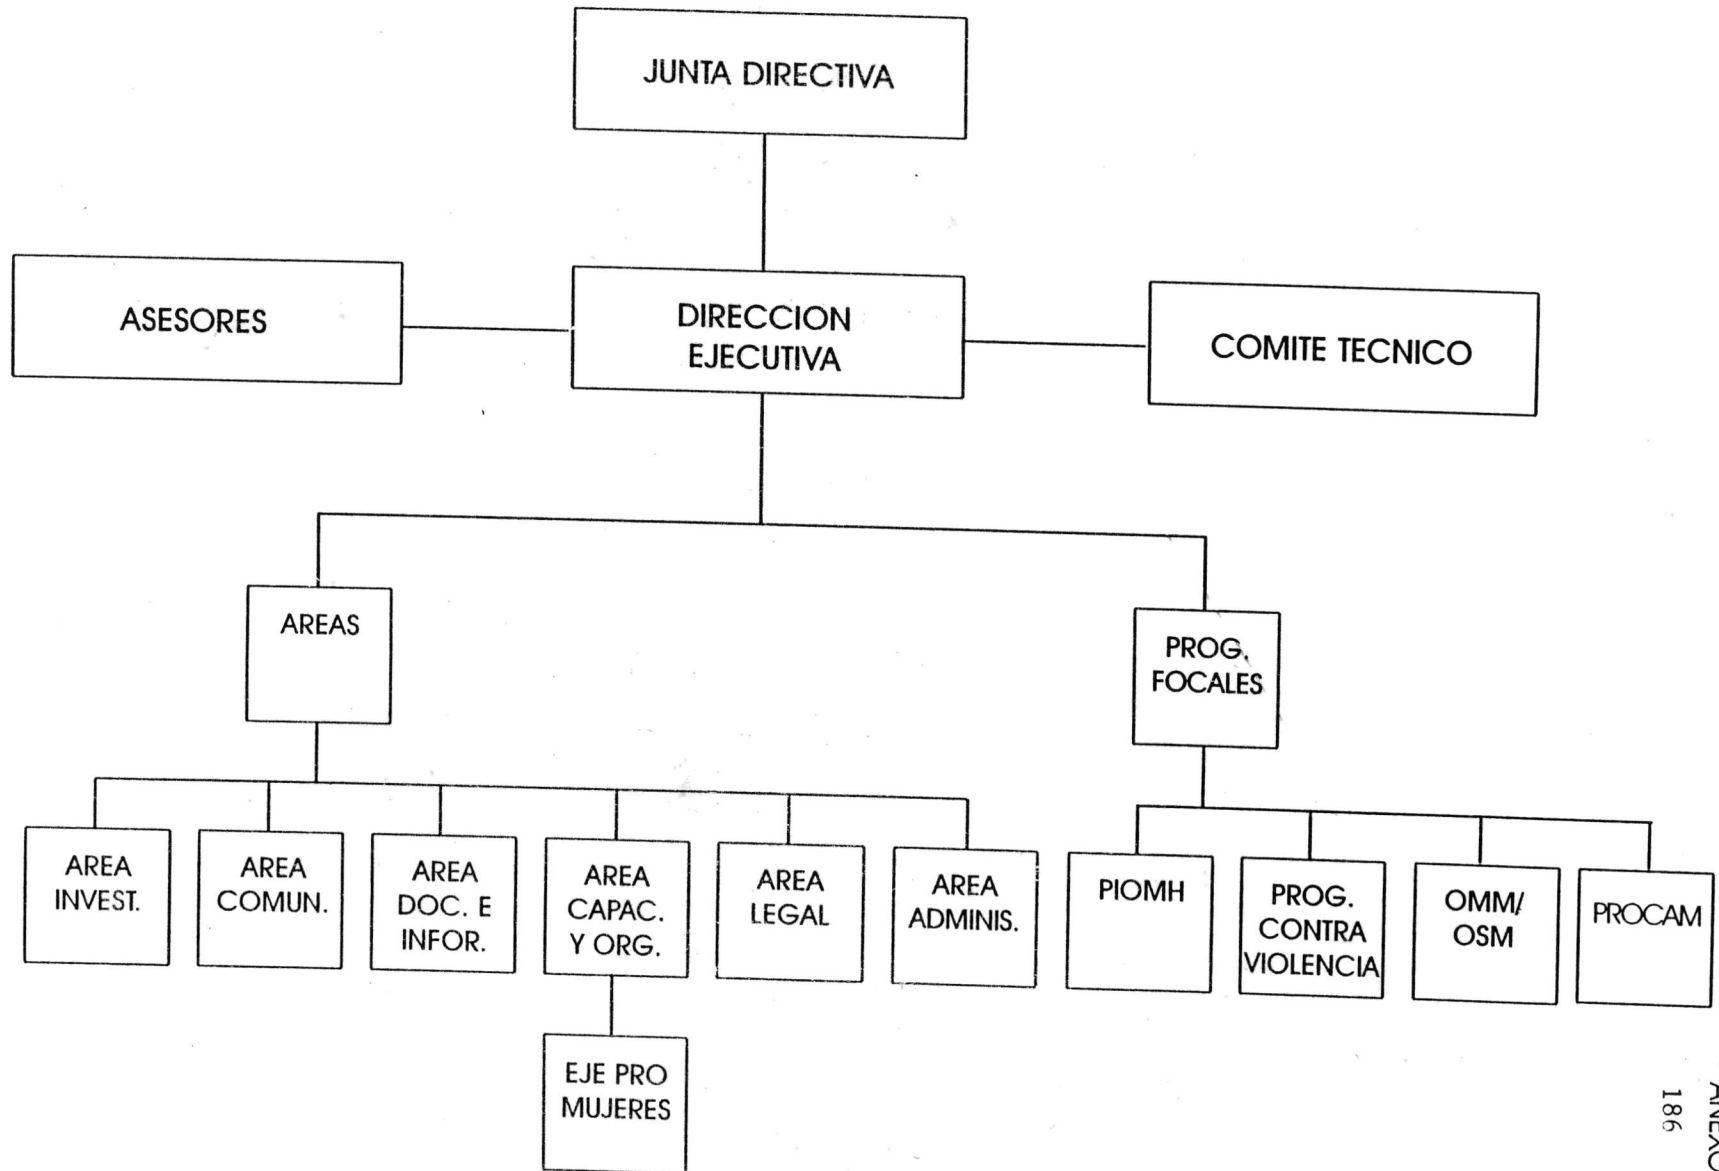 JUNTA DIRECTIVA
ASESORES
DIRECCION
EJECUTIVA
COMITE TECNICO
AREAS
PROG.
FOCALES
AREA
INVEST.
AREA
COMUN.
AREA
DOC. E
INFOR.
AREA
CAPAC.
Y ORG.
AREA
LEGAL
AREA
ADMINIS.
PIOMH
PROG.
CONTRA
VIOLENCIA
OMM/
OSM
PROCAM
EJE PRO
MUJERES
ANEXO
186